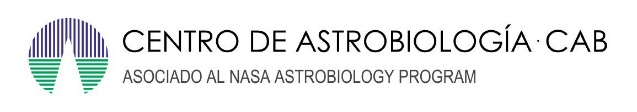 CENTRO DE ASTROBIOLOGÍA · CAB
ASOCIADO AL NASA ASTROBIOLOGY PROGRAM